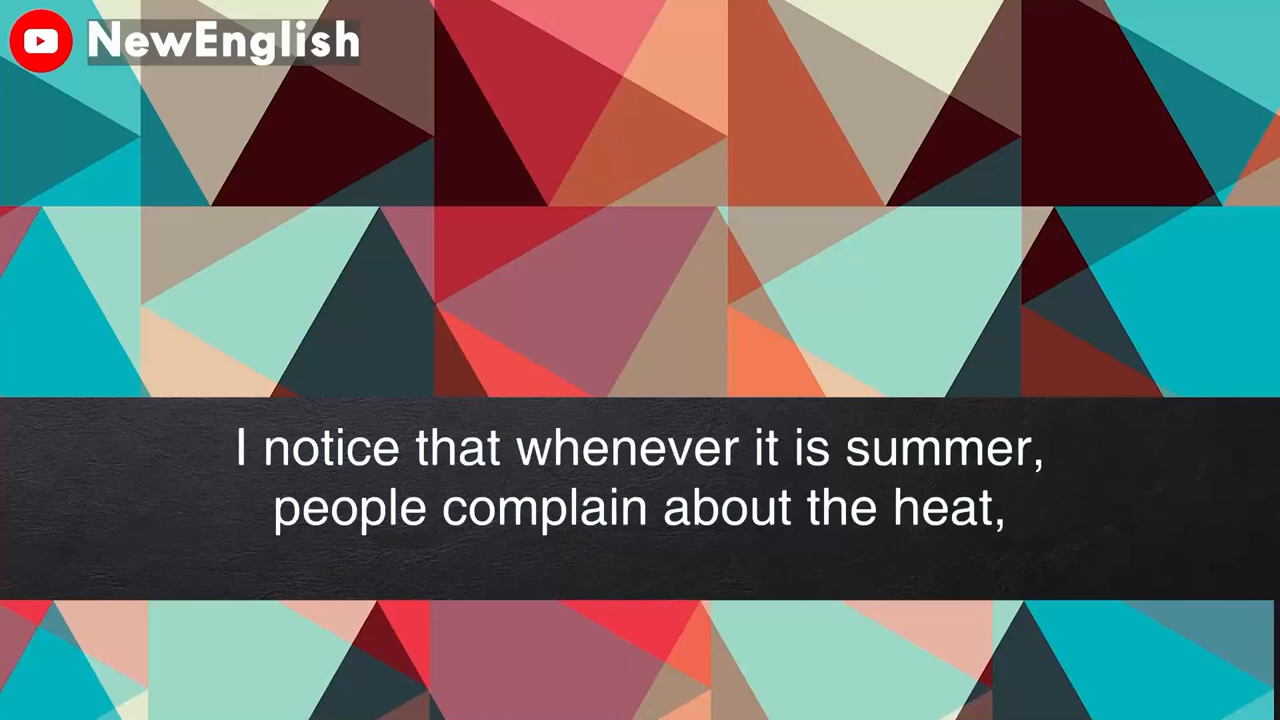 NewEnglish
I notice that whenever it is summer,
people complain about the heat,